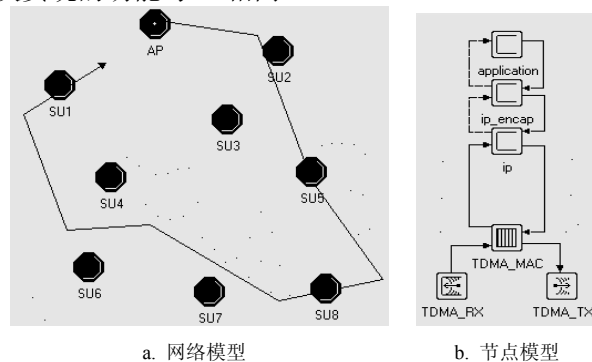 AP
SU1
SU2
SU3
SU4
SU5
SU6
SU7
SU8
application
ip_encap
ip
TDMA_MAC
TDMA_RX
TDMA_TX
a. 网络模型
b. 节点模型